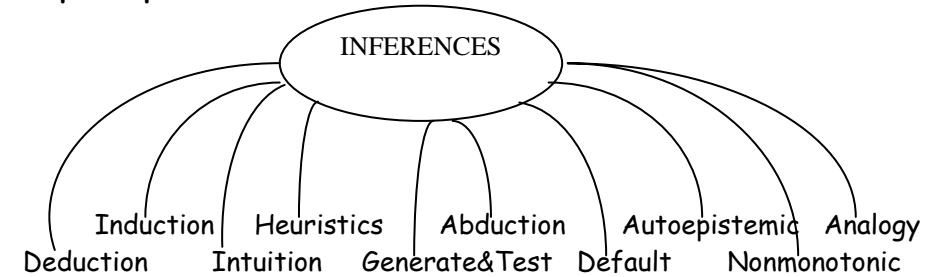 INFERENCES
Induction Heuristics Abduction Autoepistemic Analogy
Deduction Intuition Generate&Test Default Nonmonotonic